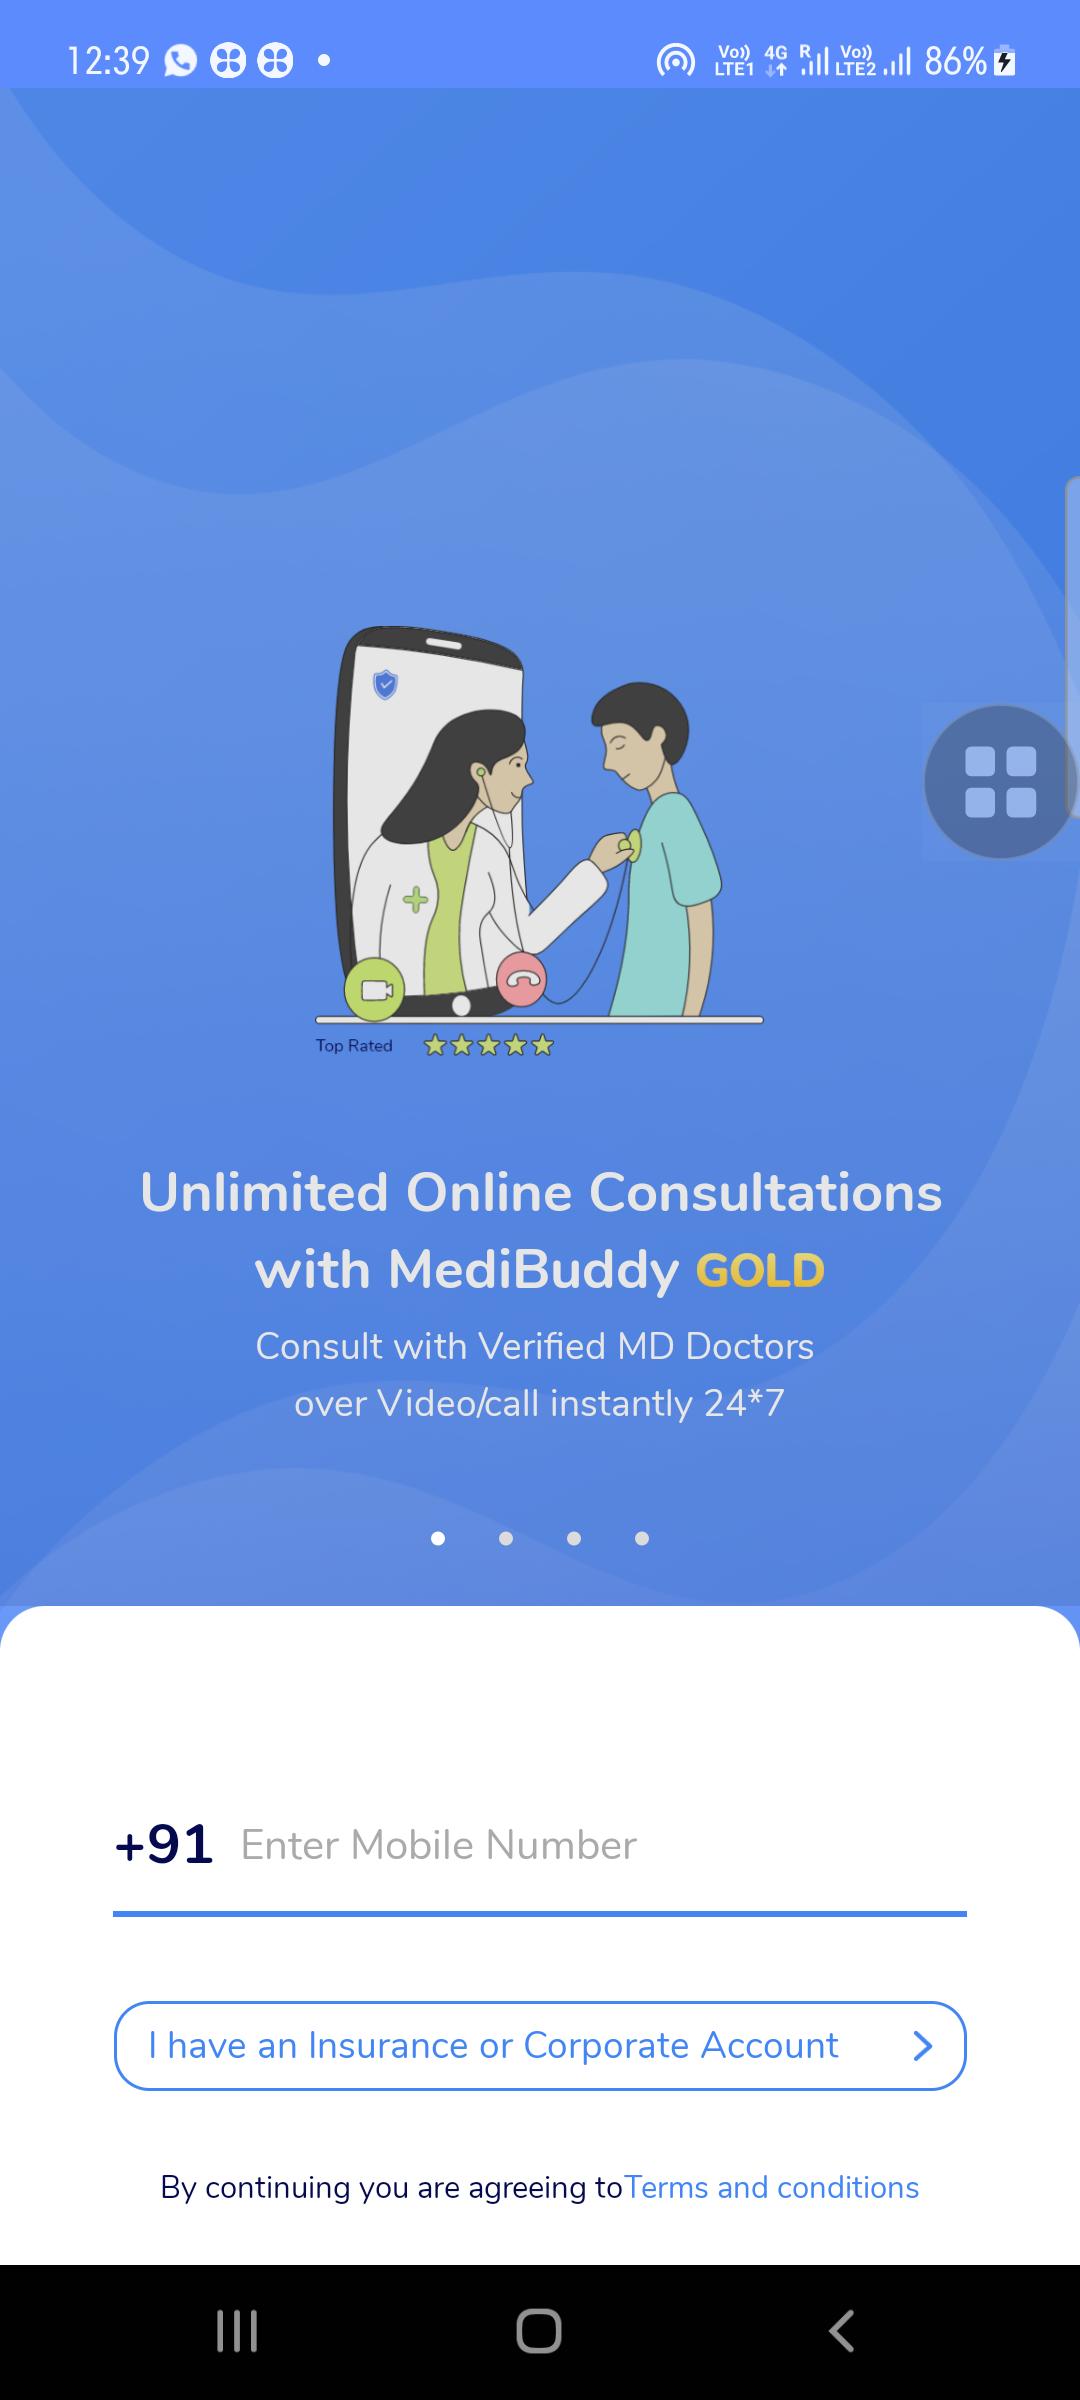 12:39
Vo)) LTE1 4G R Vo)) LTE2 86%
Top Rated
Unlimited Online Consultations
with MediBuddy GOLD
Consult with Verified MD Doctors
over Video/call instantly 24*7
+91 Enter Mobile Number
I have an Insurance or Corporate Account
By continuing you are agreeing toTerms and conditions